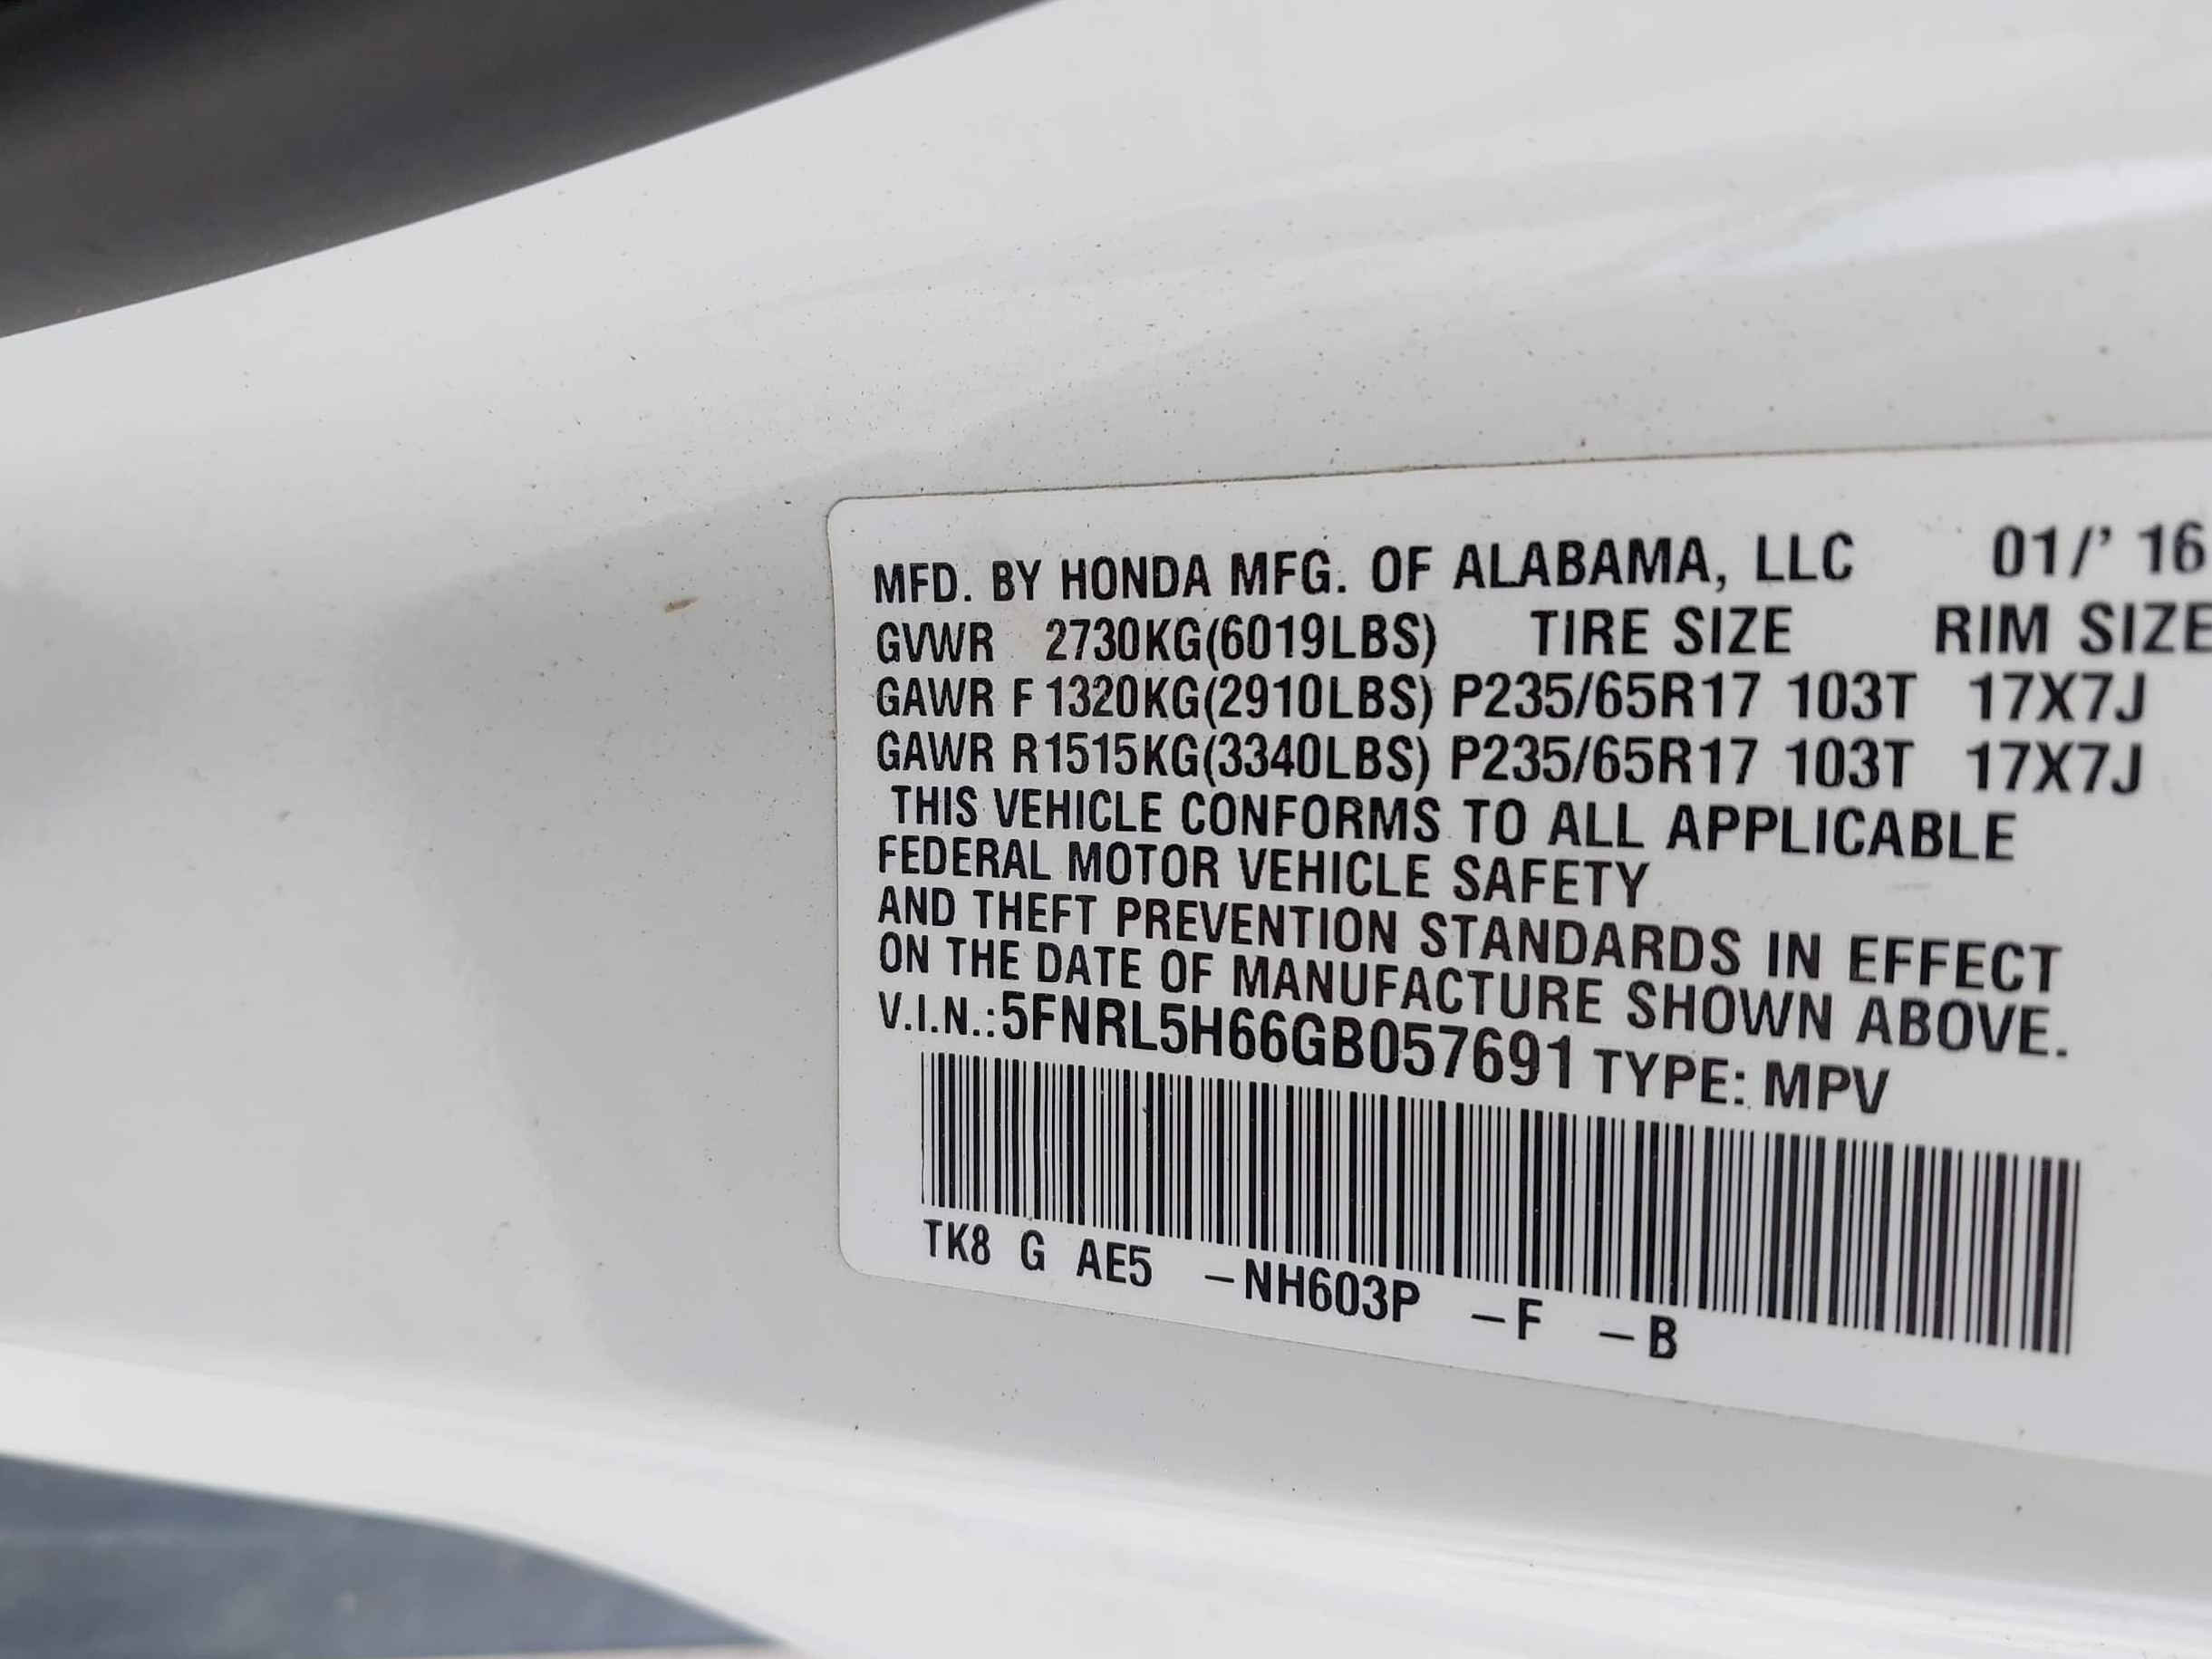 MFD. BY HONDA MFG. OF ALABAMA, LLC 01/' 16
GVWR 2730KG(6019LBS) TIRE SIZE RIM SIZE
GAWR F 1320KG(2910LBS) P235/65R17 103T 17X7J
GAWR R1515KG(3340LBS) P235/65R17 103T 17X7J
THIS VEHICLE CONFORMS TO ALL APPLICABLE
FEDERAL MOTOR VEHICLE SAFETY
AND THEFT PREVENTION STANDARDS IN EFFECT
ON THE DATE OF MANUFACTURE SHOWN ABOVE.
V.I.N.:5FNRL5H66GB057691 TYPE: MPV
TK8 G AE5 –NH603P –F –B